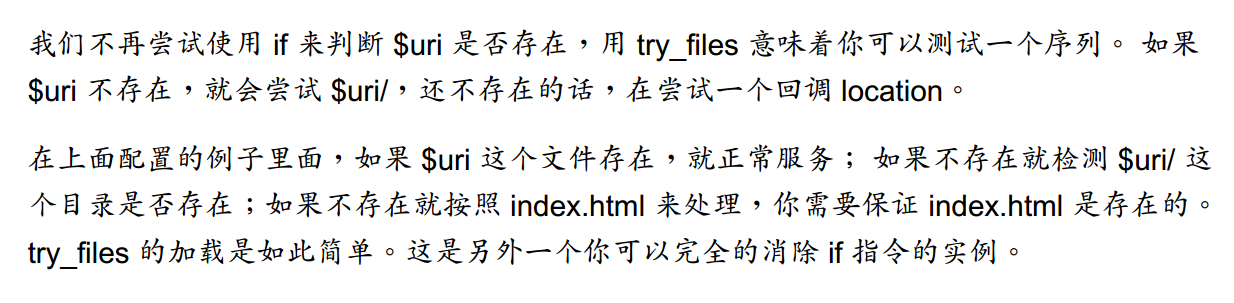 我们不再尝试使用 if 来判断 $uri 是否存在，用 try_files 意味着你可以测试一个序列。 如果
$uri 不存在，就会尝试 $uri/，还不存在的话，在尝试一个回调 location。
在上面配置的例子里面，如果 $uri 这个文件存在，就正常服务； 如果不存在就检测 $uri/ 这
个目录是否存在；如果不存在就按照 index.html 来处理，你需要保证 index.html 是存在的。
try_files 的加载是如此简单。这是另外一个你可以完全的消除 if 指令的实例。